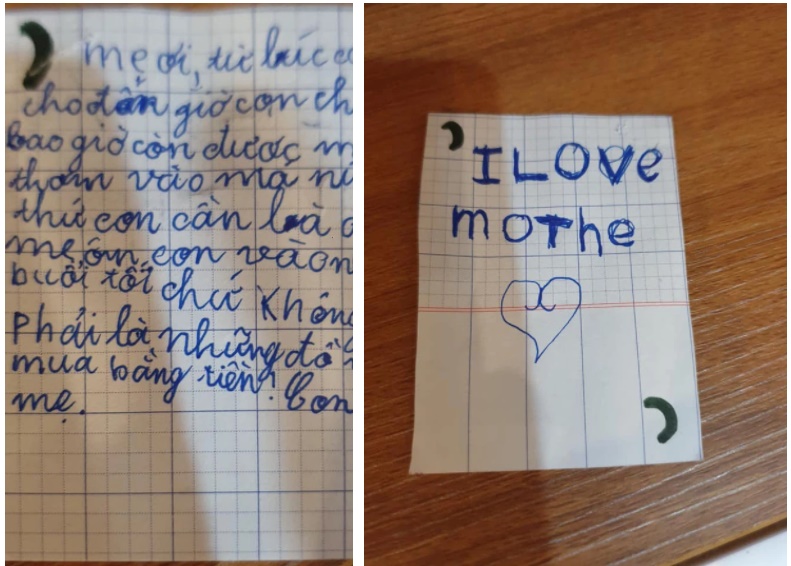 mẹ ơi, từ lúc
cho đến giờ con
bao giờ còn được
thơm vào má
thứ con cần là
mẹ, ôm con vào
buổi tối chứ không
phải là những đồ
mua bằng tiền! Con
mẹ.
I LOVe
moThe